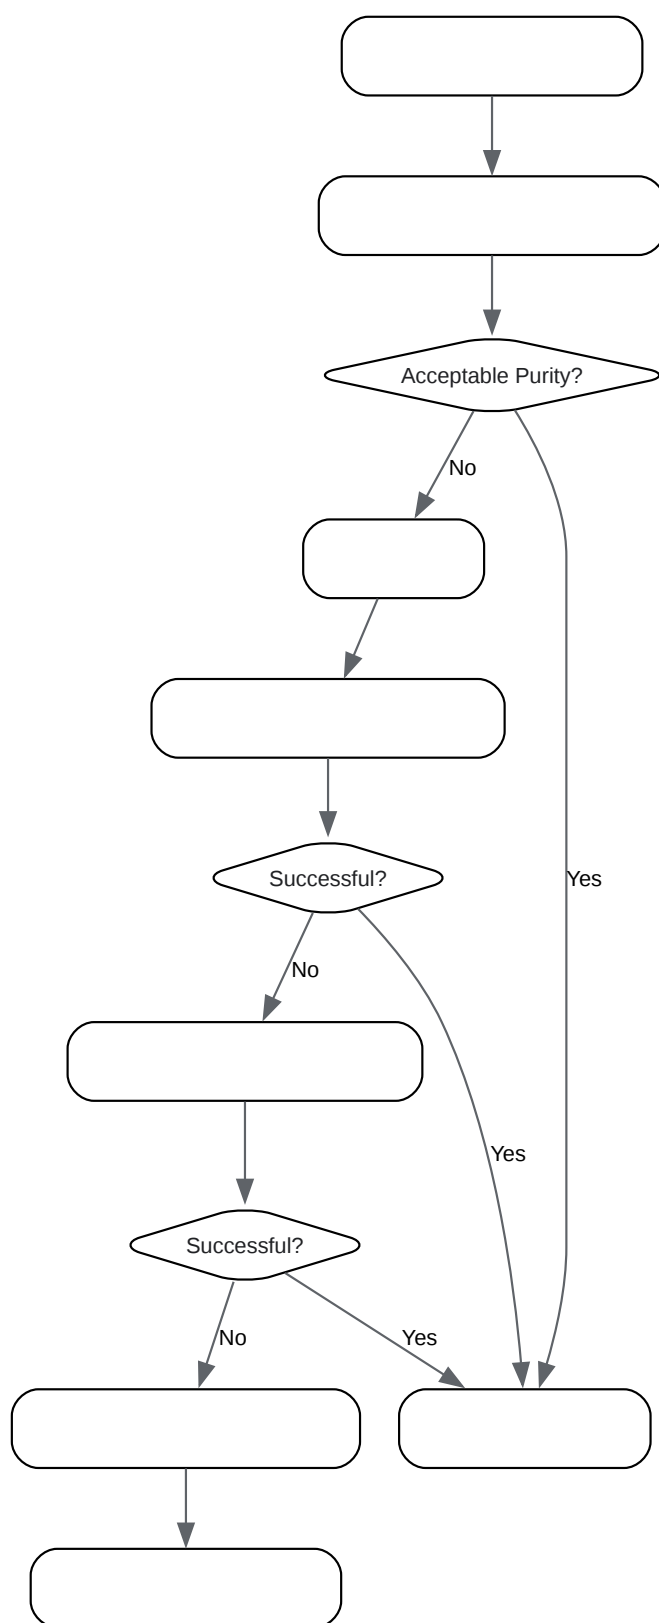 Acceptable Purity?
No
Successful?
Yes
No
Yes
Successful?
No
Yes